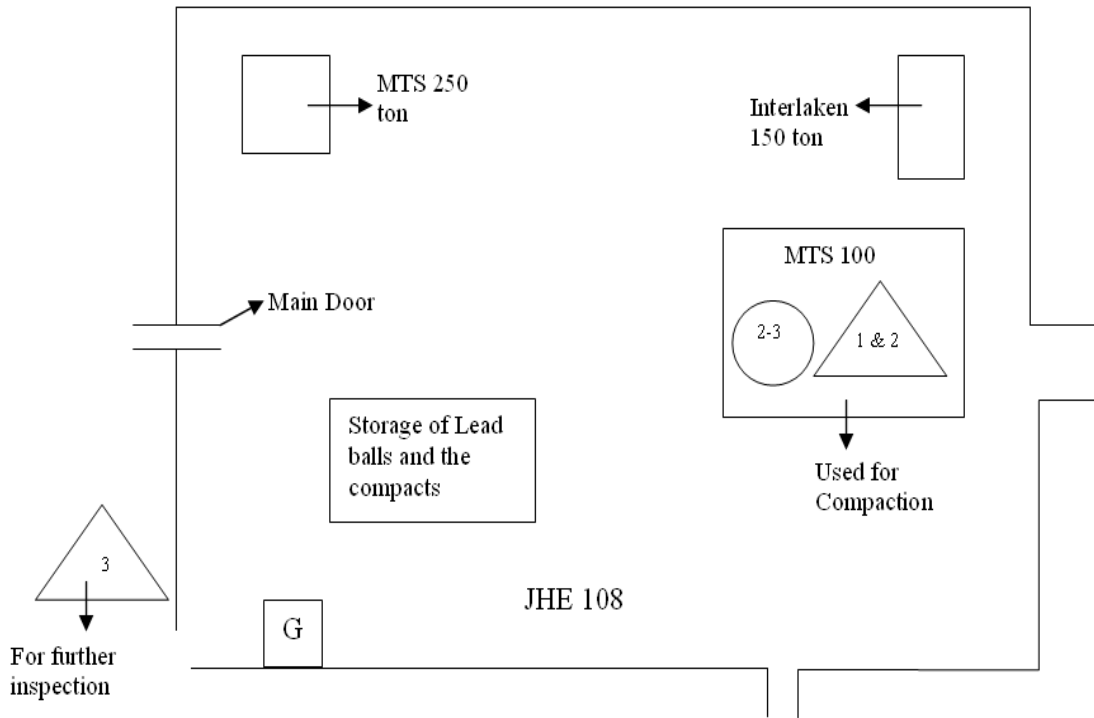 MTS 250
ton
Interlaken
150 ton
MTS 100
Main Door
2-3
1 & 2
Storage of Lead
balls and the
compacts
Used for
Compaction
3
JHE 108
G
For further
inspection